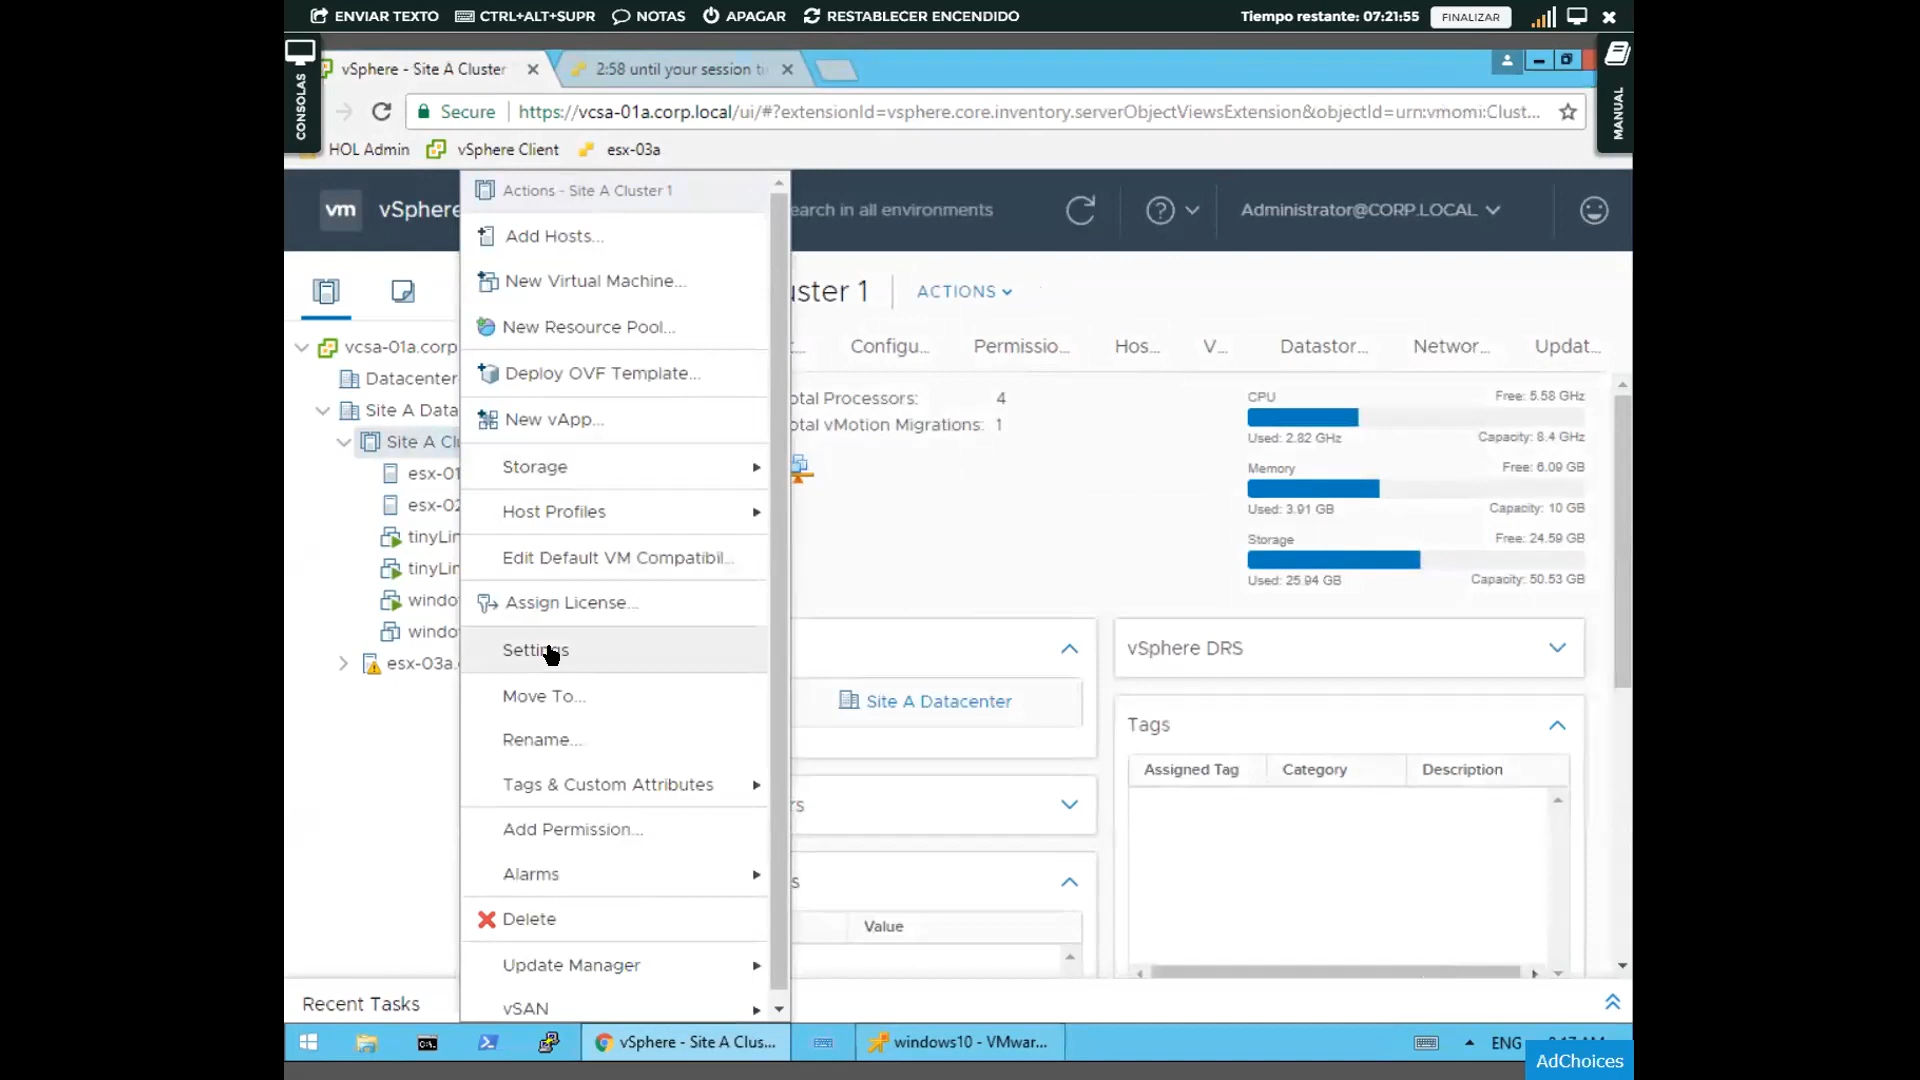 ENVIAR TEXTO CTRL+ALT+SUPR NOTAS APAGAR RESTABLECER ENCENDIDO Tiempo restante: 07:21:55 FINALIZAR
CONSOLAS
MANUAL
vSphere - Site A Cluster 2:58 until your session t
Secure https://vcsa-01a.corp.local/ui/#?extensionId=vsphere.core.inventory.serverObjectViewsExtension&objectId=urn:vmomi:Clust...
HOL Admin vSphere Client esx-03a
vm vSphere earch in all environments Administrator@CORP.LOCAL
Actions - Site A Cluster 1
Add Hosts...
New Virtual Machine...
New Resource Pool...
Deploy OVF Template...
New vApp...
Storage
Host Profiles
Edit Default VM Compatibil...
Assign License...
Settings
Move To...
Rename...
Tags & Custom Attributes
Add Permission...
Alarms
Delete
Update Manager
vSAN
vcsa-01a.corp
Datacenter
Site A Data
Site A Cl
esx-01
esx-02
tinyLin
tinyLin
windo
windo
esx-03a.
uster 1 ACTIONS
... Configu... Permissio... Hos... V... Datastor... Networ... Updat...
otal Processors: 4
otal vMotion Migrations: 1
CPU Free: 5.58 GHz
Used: 2.82 GHz Capacity: 8.4 GHz
Memory Free: 6.09 GB
Used: 3.91 GB Capacity: 10 GB
Storage Free: 24.59 GB
Used: 25.94 GB Capacity: 50.53 GB
Site A Datacenter
rs
s
Value
vSphere DRS
Tags
Assigned Tag Category Description
Recent Tasks
vSphere - Site A Clus... windows10 - VMwar... ENG
AdChoices